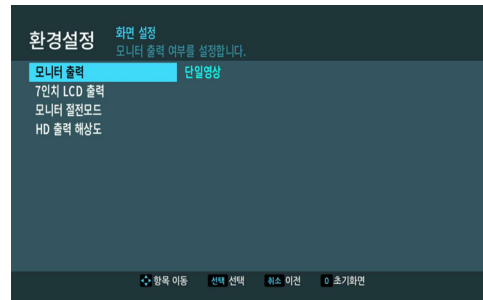 환경설정
화면 설정
모니터 출력 여부를 설정합니다.
모니터 출력 단일영상
7인치 LCD 출력
모니터 절전모드
HD 출력 해상도
항목 이동 선택 선택 취소 이전 0 초기화면